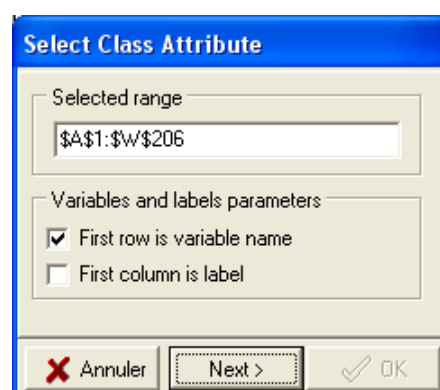 Select Class Attribute
Selected range
$A$1:$W$206
Variables and labels parameters
First row is variable name
First column is label
Annuler
Next >
OK